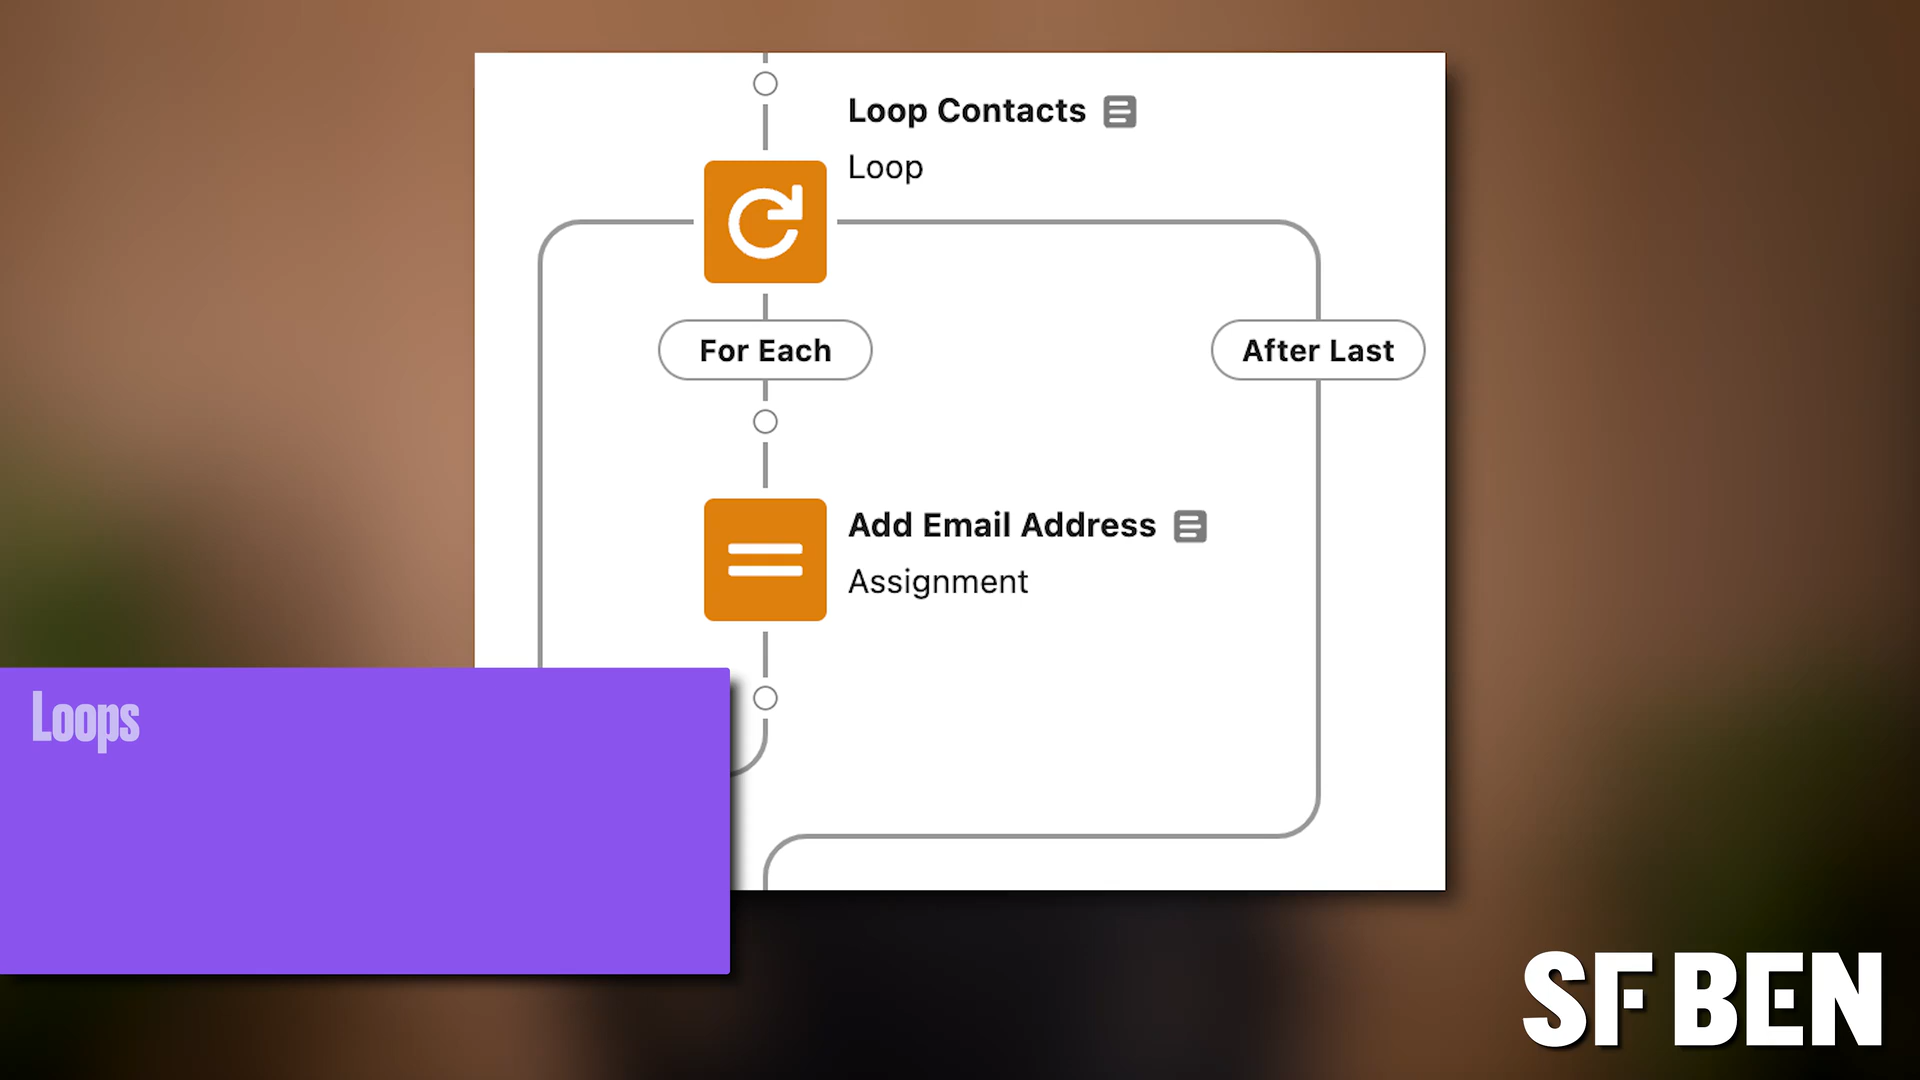 Loop Contacts
Loop
For Each
After Last
Add Email Address
Assignment
Loops
SF BEN